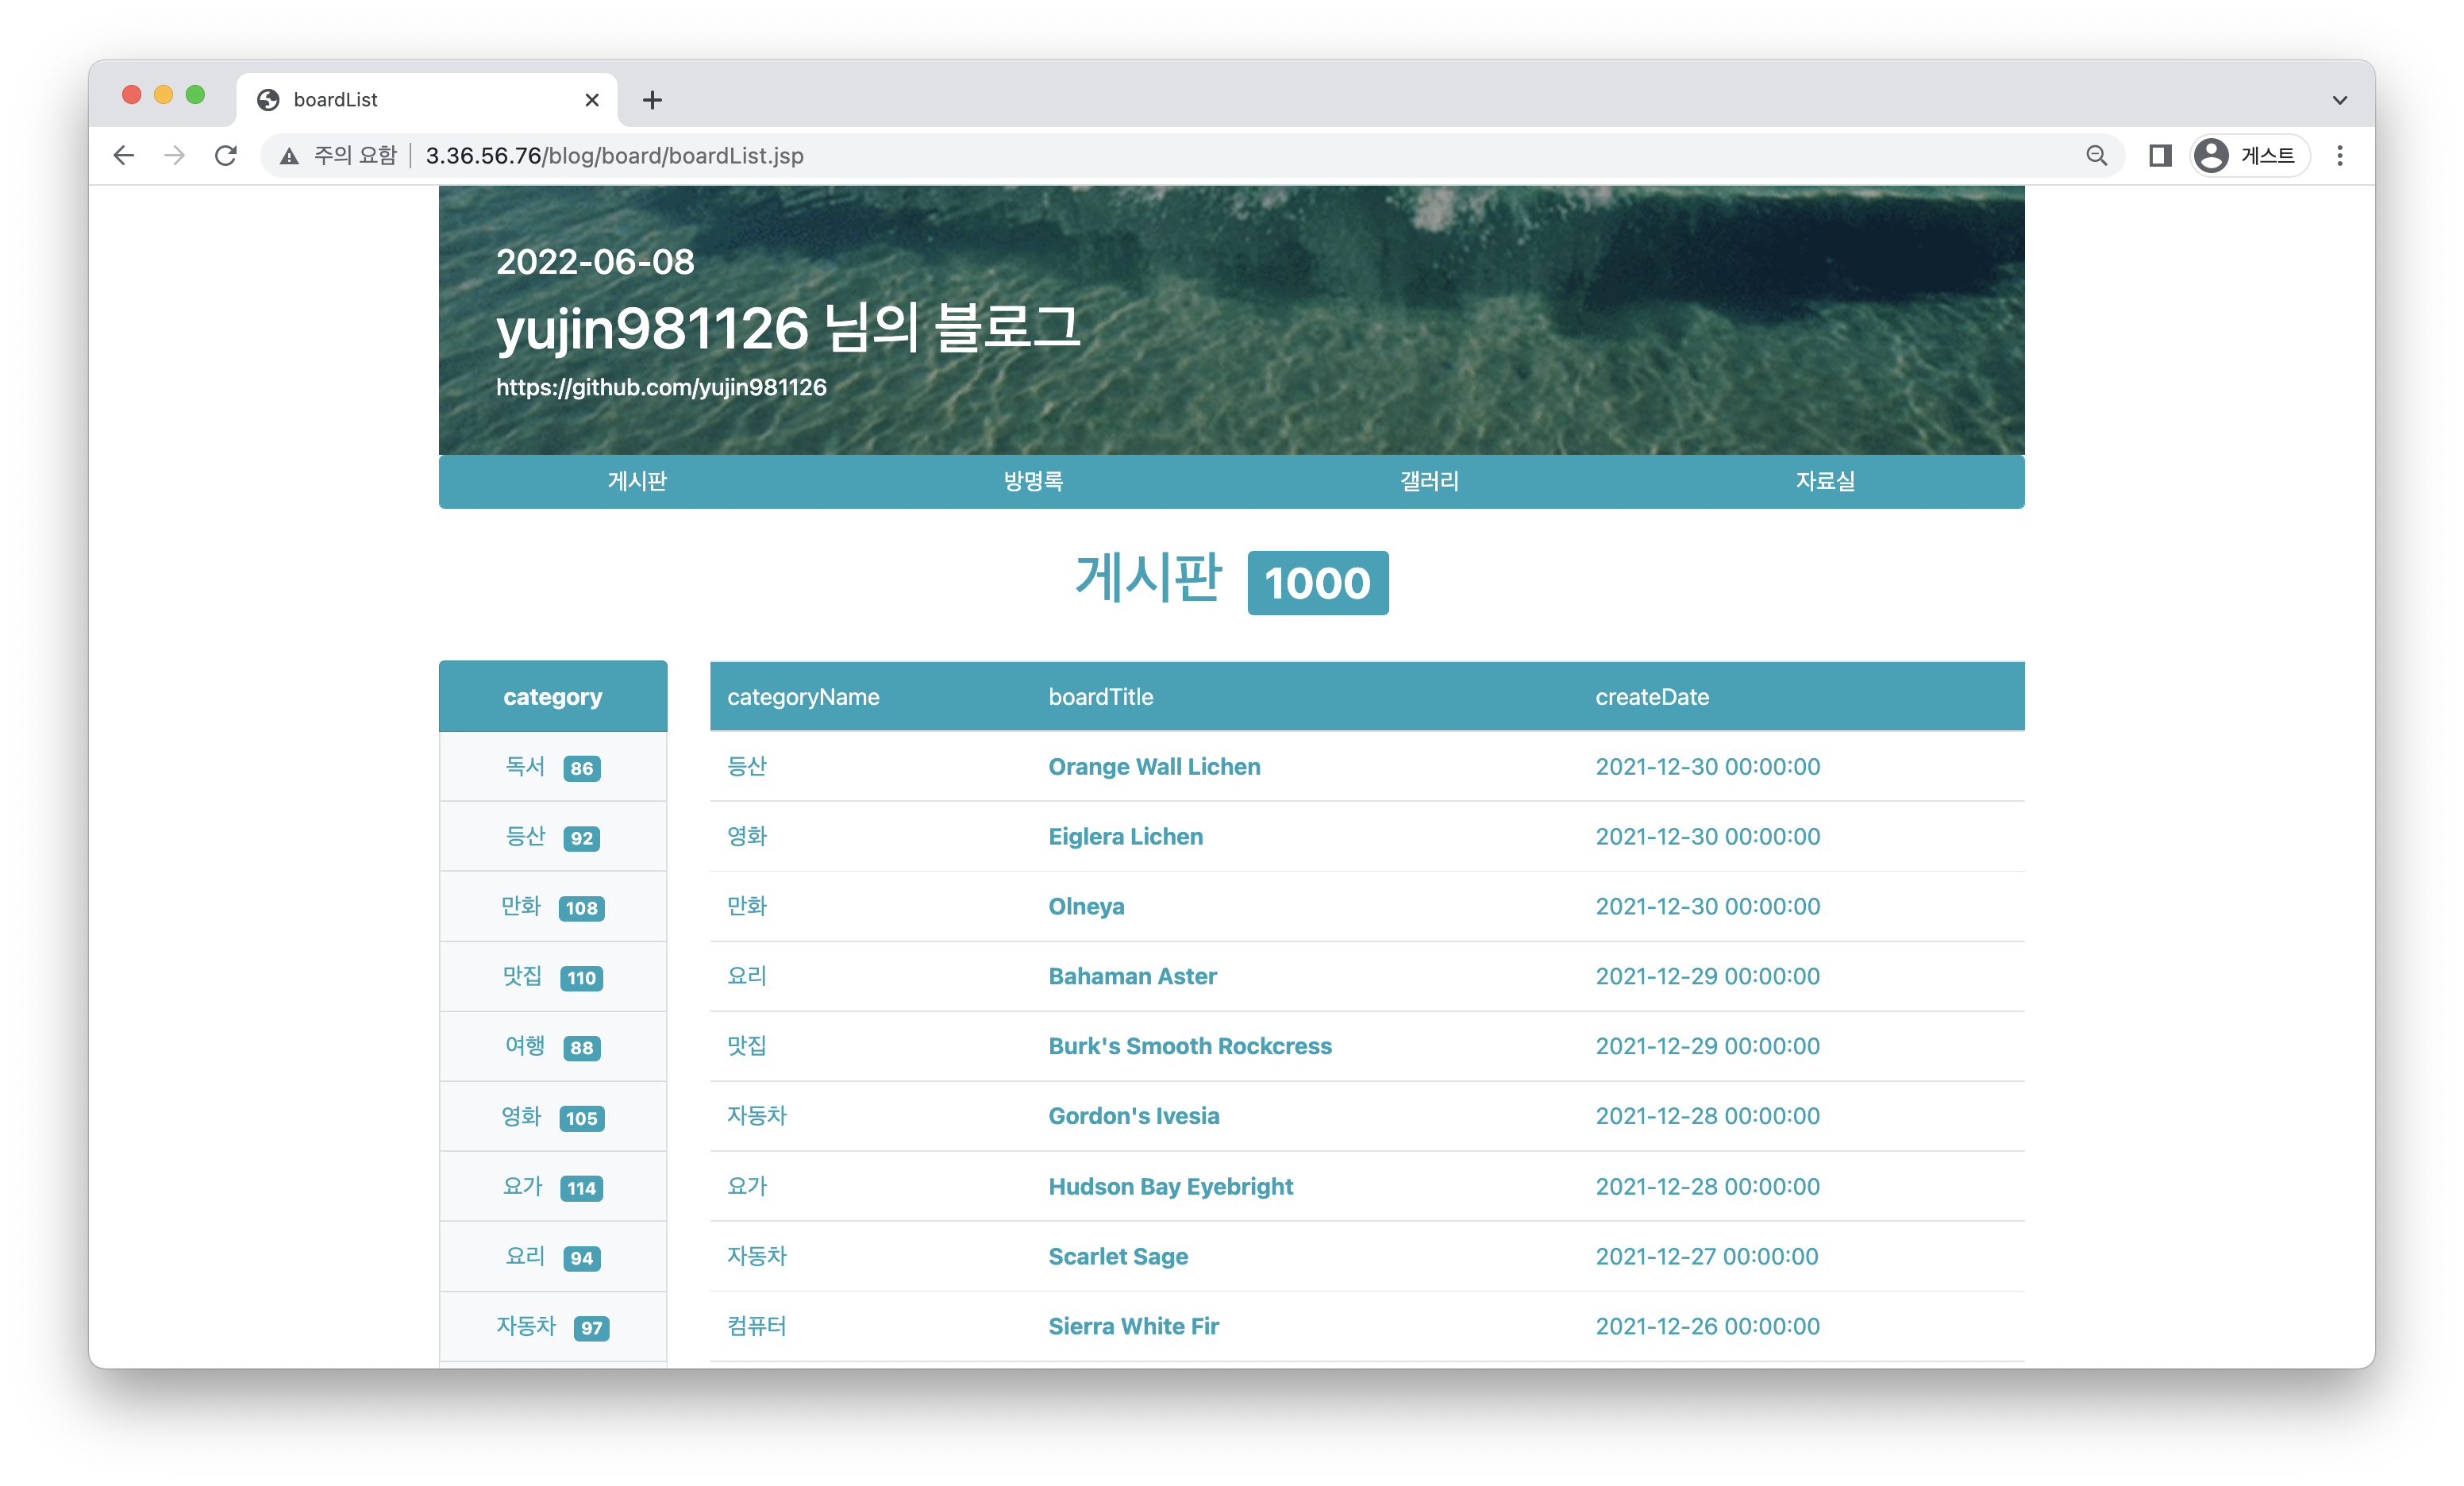 boardList
주의 요함 3.36.56.76/blog/board/boardList.jsp 게스트
2022-06-08
yujin981126 님의 블로그
https://github.com/yujin981126
게시판 방명록 갤러리 자료실
게시판 1000
category
독서 86
등산 92
만화 108
맛집 110
여행 88
영화 105
요가 114
요리 94
자동차 97
categoryName boardTitle createDate
등산 Orange Wall Lichen 2021-12-30 00:00:00
영화 Eiglera Lichen 2021-12-30 00:00:00
만화 Olneya 2021-12-30 00:00:00
요리 Bahaman Aster 2021-12-29 00:00:00
맛집 Burk's Smooth Rockcress 2021-12-29 00:00:00
자동차 Gordon's Ivesia 2021-12-28 00:00:00
요가 Hudson Bay Eyebright 2021-12-28 00:00:00
자동차 Scarlet Sage 2021-12-27 00:00:00
컴퓨터 Sierra White Fir 2021-12-26 00:00:00